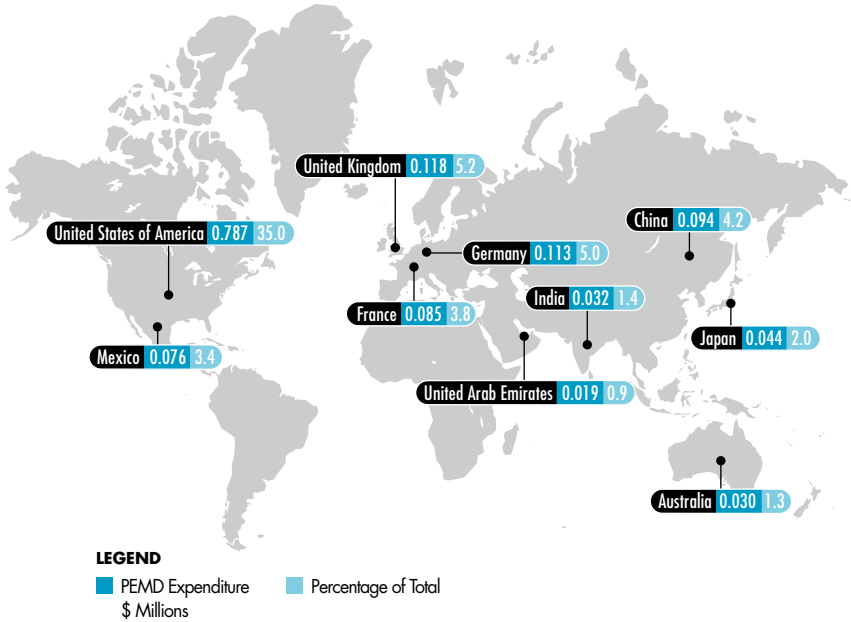 United Kingdom 0.118 5.2
United States of America 0.787 35.0
China 0.094 4.2
Germany 0.113 5.0
India 0.032 1.4
France 0.085 3.8
Japan 0.044 2.0
Mexico 0.076 3.4
United Arab Emirates 0.019 0.9
Australia 0.030 1.3
LEGEND
PEMD Expenditure
$ Millions
Percentage of Total